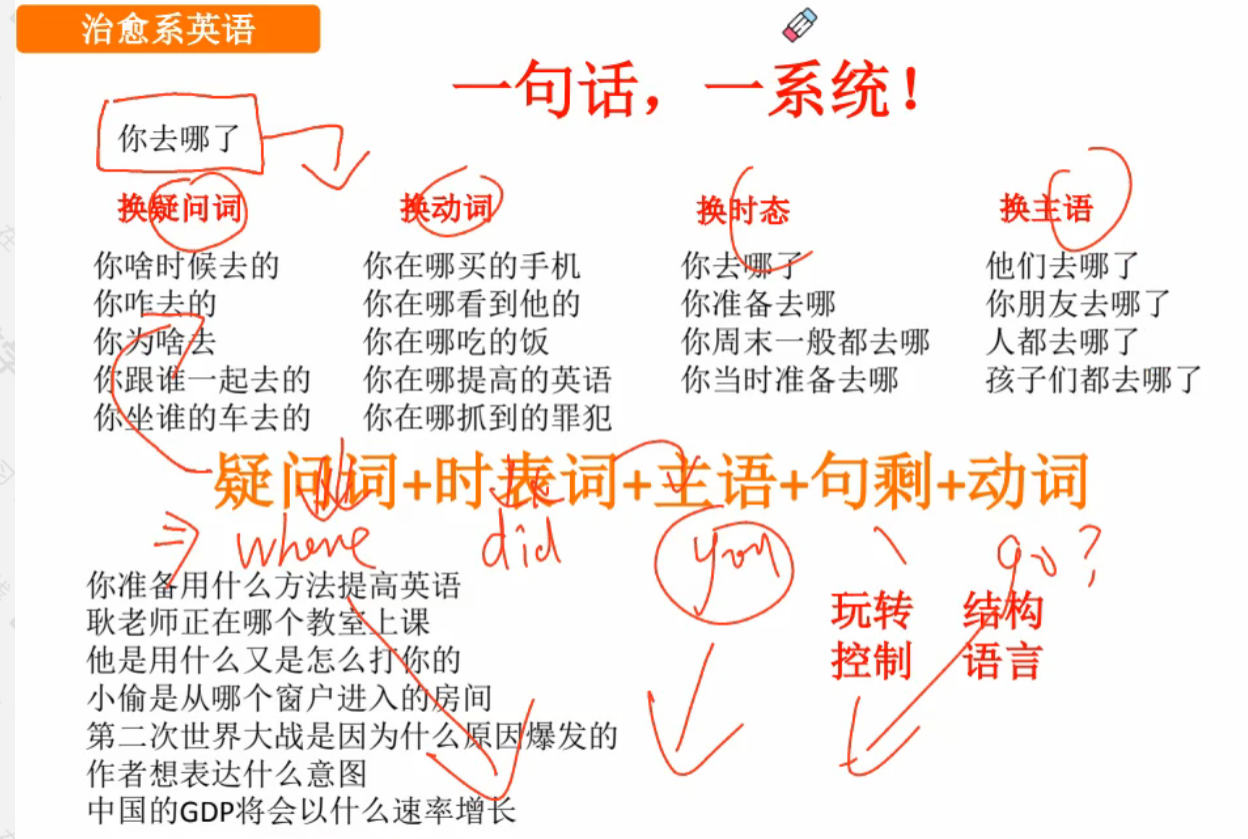 治愈系英语
一句话，一系统！
你去哪了
换疑问词
你啥时候去的
你咋去的
你为啥去
你跟谁一起去的
你坐谁的车去的
换动词
你在哪买的手机
你在哪看到他的
你在哪吃的饭
你在哪提高的英语
你在哪抓到的罪犯
换时态
你去哪了
你准备去哪
你周末一般都去哪
你当时准备去哪
换主语
他们去哪了
你朋友去哪了
人都去哪了
孩子们都去哪了
疑问词+时表词+主语+句剩+动词
where did you \ go?
你准备用什么方法提高英语
耿老师正在哪个教室上课
他是用什么又是怎么打你的
小偷是从哪个窗户进入的房间
第二次世界大战是因为什么原因爆发的
作者想表达什么意图
中国的GDP将会以什么速率增长
玩转 结构
控制 语言